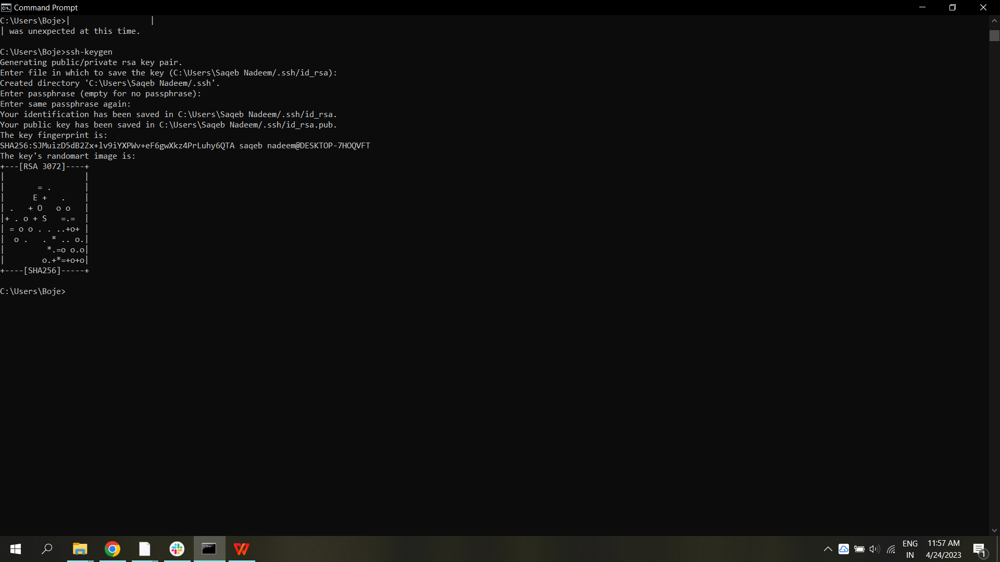 Command Prompt
C:\Users\Boje>|                 |
| was unexpected at this time.
C:\Users\Boje>ssh-keygen
Generating public/private rsa key pair.
Enter file in which to save the key (C:\Users\Saqeb Nadeem/.ssh/id_rsa):
Created directory 'C:\Users\Saqeb Nadeem/.ssh'.
Enter passphrase (empty for no passphrase):
Enter same passphrase again:
Your identification has been saved in C:\Users\Saqeb Nadeem/.ssh/id_rsa.
Your public key has been saved in C:\Users\Saqeb Nadeem/.ssh/id_rsa.pub.
The key fingerprint is:
SHA256:SJMuizD5dB2Zx+lv9iYXPWv+eF6gwXkz4PrLuhy6QTA saqeb nadeem@DESKTOP-7HOQVFT
The key's randomart image is:
+---[RSA 3072]----+
|                 |
|       = .       |
|      E +   .    |
| .   + O   o o   |
|+ . o + S   =.=  |
| = o o . . ..+o+ |
|  o .   . * .. o.|
|         *.=o o.o|
|        o.+*=+o+o|
+----[SHA256]-----+
C:\Users\Boje>
ENG
IN
11:57 AM
4/24/2023
1